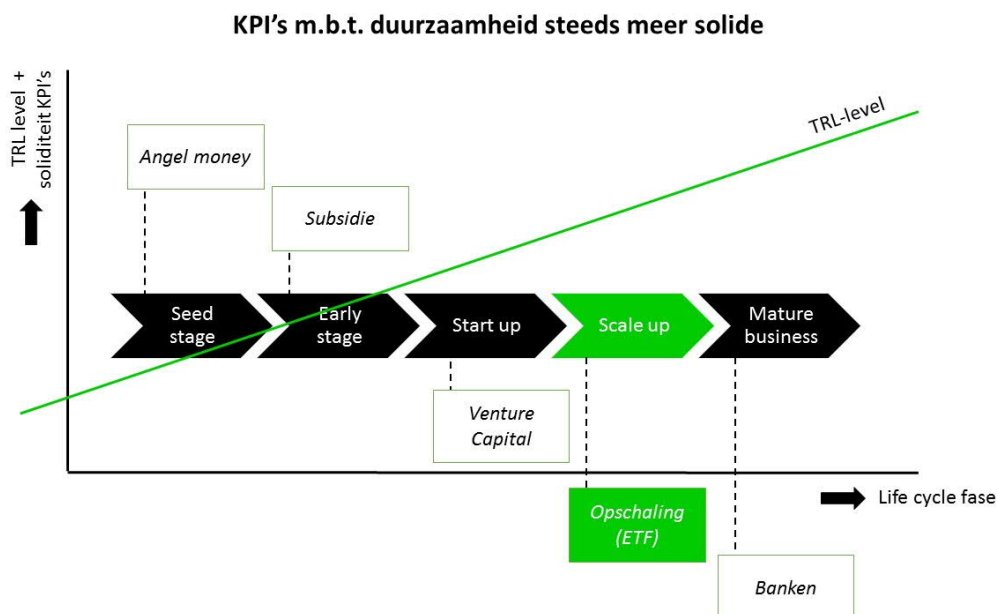 KPI's m.b.t. duurzaamheid steeds meer solide
TRL level +
soliditeit KPI's
TRL-level
Angel money
Subsidie
Seed
stage
Early
stage
Start up
Scale up
Mature
business
Venture
Capital
Opschaling
(ETF)
Life cycle fase
Banken